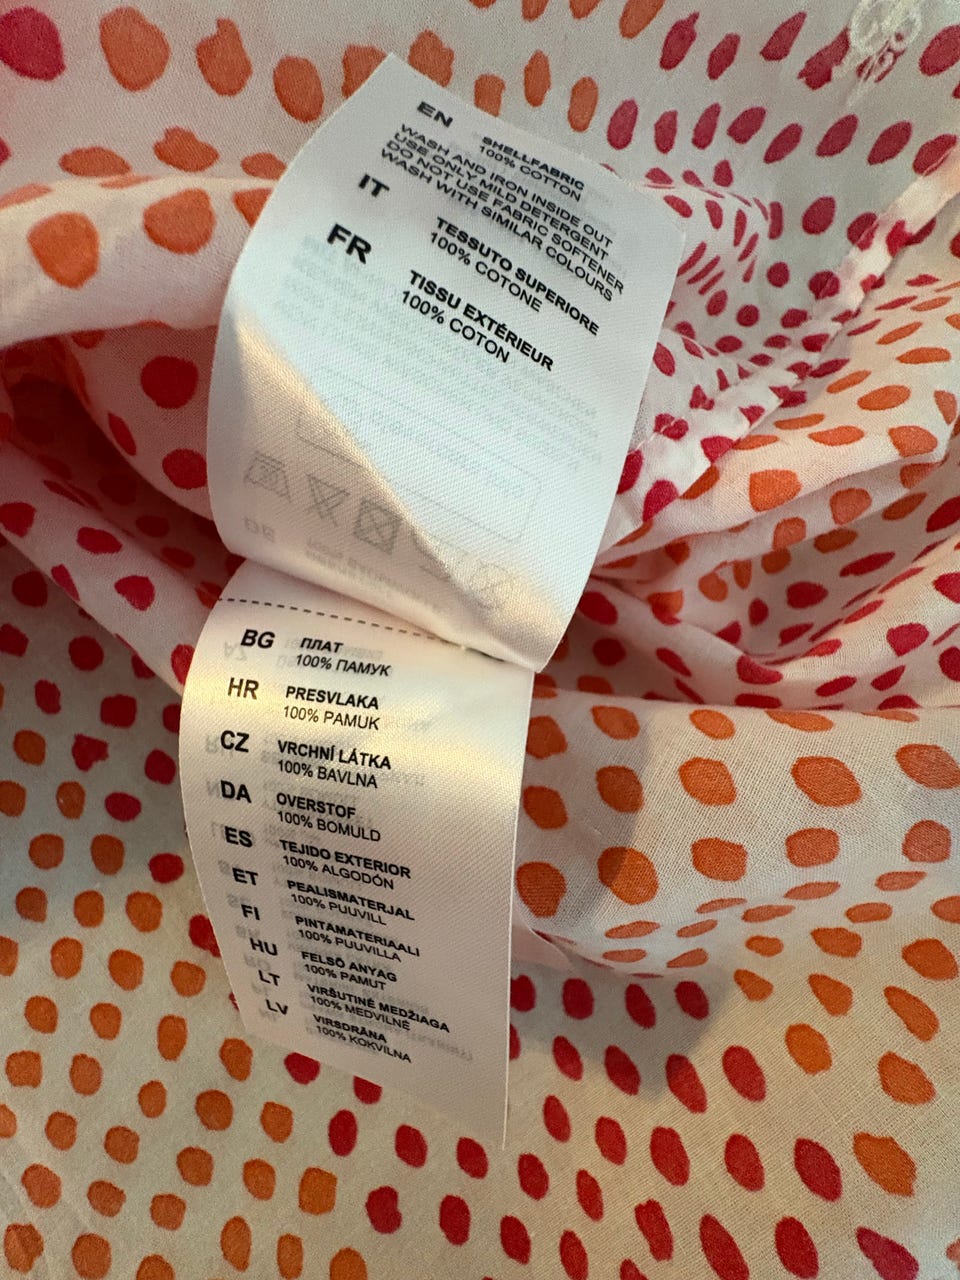 EN
SHELLFABRIC
100% COTTON
WASH AND IRON INSIDE OUT
USE ONLY MILD DETERGENT
DO NOT USE FABRIC SOFTENER
WASH WITH SIMILAR COLOURS
IT
TESSUTO SUPERIORE
100% COTONE
FR
TISSU EXTÉRIEUR
100% COTON
BG ПЛАТ
100% ПАМУК
HR PRESVLAKA
100% PAMUK
CZ VRCHNÍ LÁTKA
100% BAVLNA
DA OVERSTOF
100% BOMULD
ES TEJIDO EXTERIOR
100% ALGODÓN
ET PEALISMATERJAL
100% PUUVILL
FI PINTAMATERIAALI
100% PUUVILLA
HU FELSŐ ANYAG
100% PAMUT
LT VIRŠUTINĖ MEDŽIAGA
100% MEDVILNĖ
LV VIRSDRĀNA
100% KOKVILNA